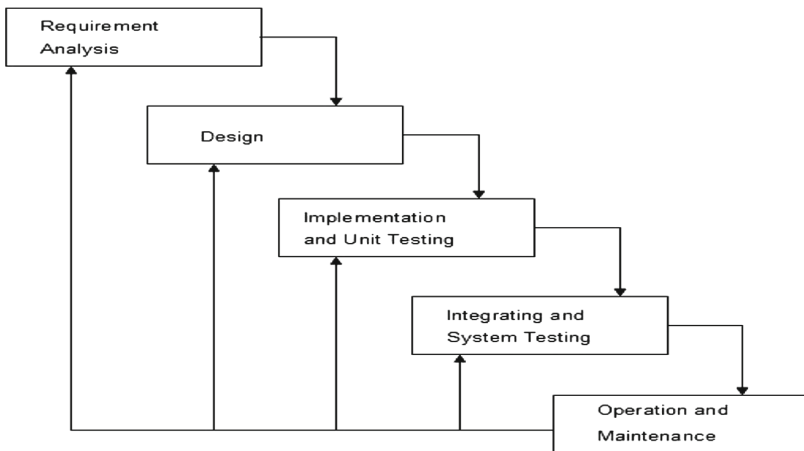 Requirement
Analysis
Design
Implementation
and Unit Testing
Integrating and
System Testing
Operation and
Maintenance